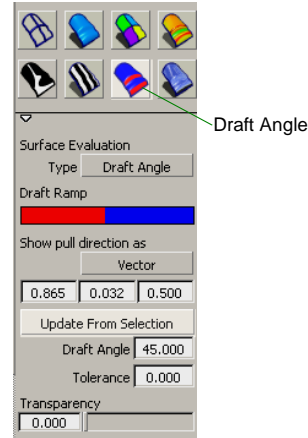 Draft Angle
Surface Evaluation
Type Draft Angle
Draft Ramp
Show pull direction as
Vector
0.865 0.032 0.500
Update From Selection
Draft Angle 45.000
Tolerance 0.000
Transparency
0.000